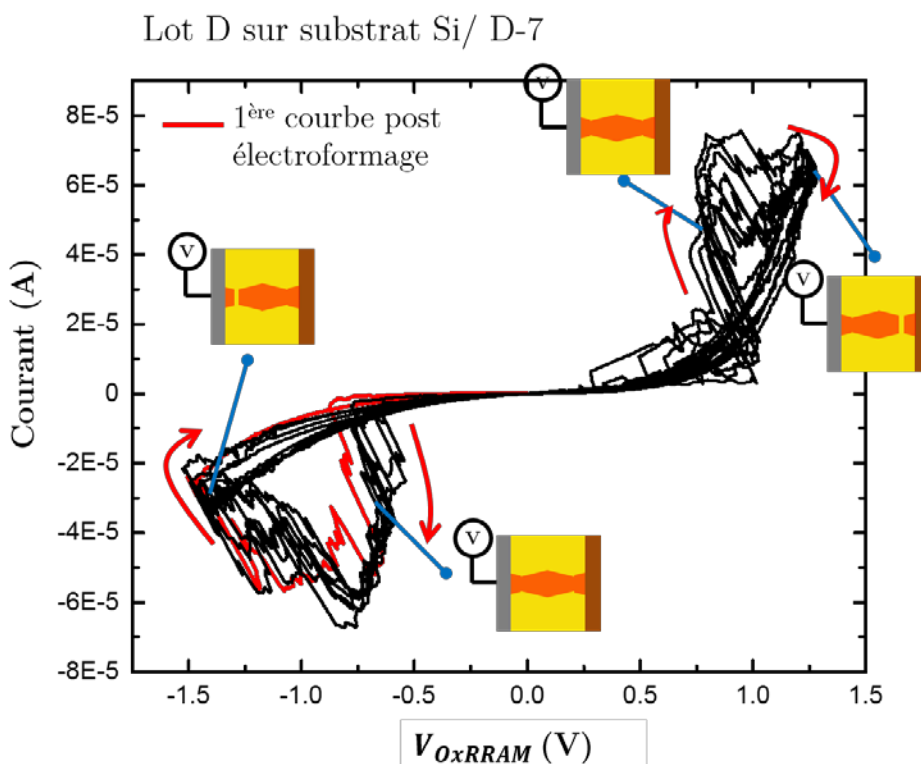 Lot D sur substrat Si/ D-7
1ère courbe post
électroformage
V
V
V
V
Courant (A)
8E-5
6E-5
4E-5
2E-5
0
-2E-5
-4E-5
-6E-5
-8E-5
-1.5
-1.0
-0.5
0.0
0.5
1.0
1.5
V_OxRRAM (V)